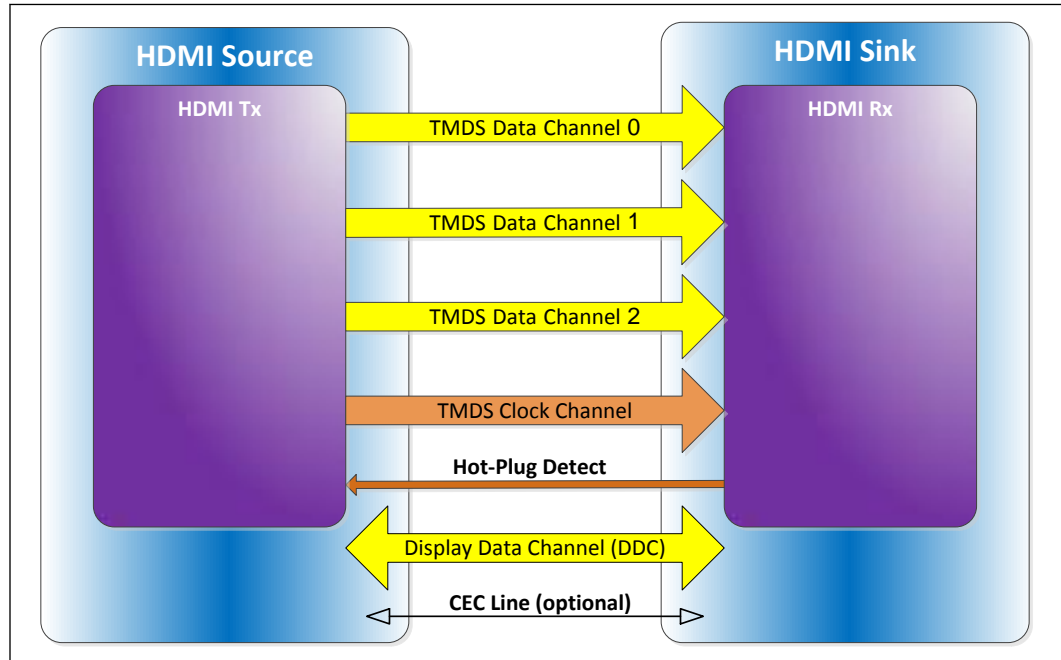 HDMI Source
HDMI Sink
HDMI Tx
HDMI Rx
TMDS Data Channel 0
TMDS Data Channel 1
TMDS Data Channel 2
TMDS Clock Channel
Hot-Plug Detect
Display Data Channel (DDC)
CEC Line (optional)